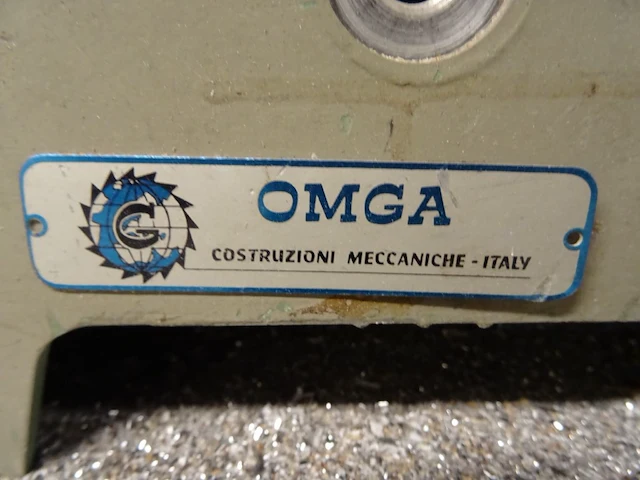 G
OMGA
COSTRUZIONI MECCANICHE - ITALY